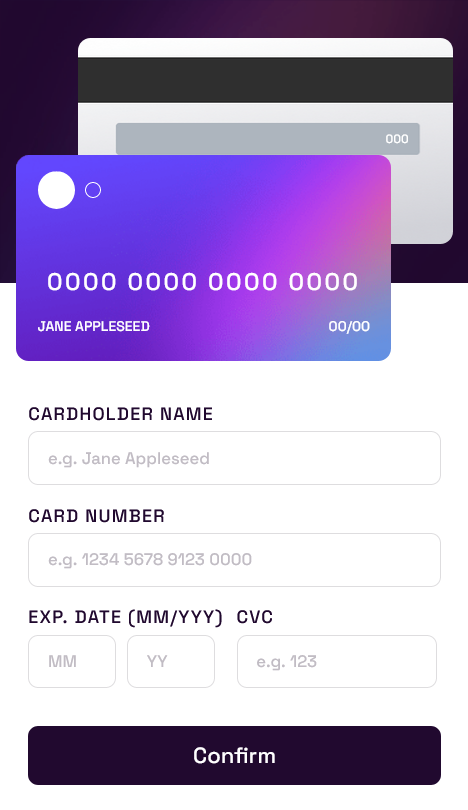 000
0000 0000 0000 0000
JANE APPLESEED 00/00
CARDHOLDER NAME
e.g. Jane Appleseed
CARD NUMBER
e.g. 1234 5678 9123 0000
EXP. DATE (MM/YYY) CVC
MM YY e.g. 123
Confirm